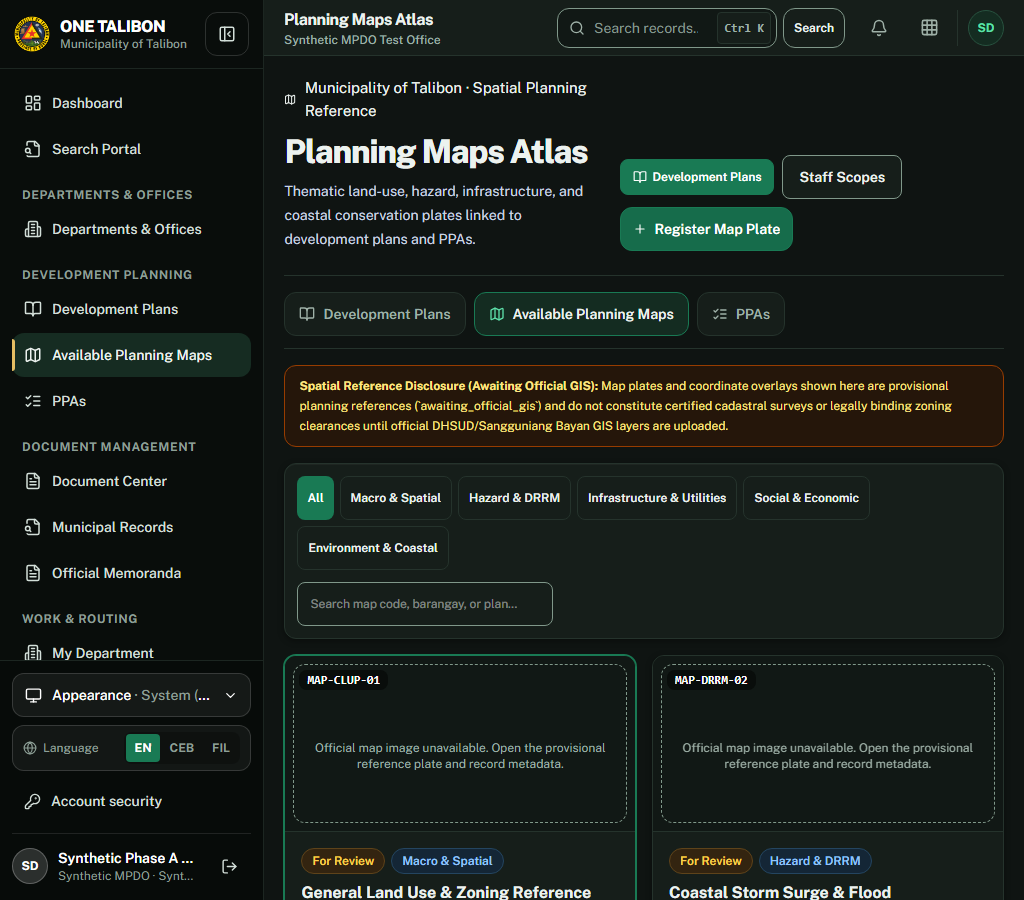 ONE TALIBON
Municipality of Talibon
Planning Maps Atlas
Synthetic MPDO Test Office
Search records..
Ctrl K
Search
SD
Dashboard
Search Portal
DEPARTMENTS & OFFICES
Departments & Offices
DEVELOPMENT PLANNING
Development Plans
Available Planning Maps
PPAs
DOCUMENT MANAGEMENT
Document Center
Municipal Records
Official Memoranda
WORK & ROUTING
My Department
Appearance · System (...
Language
EN
CEB
FIL
Account security
SD
Synthetic Phase A ...
Synthetic MPDO · Synt...
Municipality of Talibon · Spatial Planning
Reference
Planning Maps Atlas
Thematic land-use, hazard, infrastructure, and
coastal conservation plates linked to
development plans and PPAs.
Development Plans
Staff Scopes
+ Register Map Plate
Development Plans
Available Planning Maps
PPAs
Spatial Reference Disclosure (Awaiting Official GIS): Map plates and coordinate overlays shown here are provisional
planning references (`awaiting_official_gis`) and do not constitute certified cadastral surveys or legally binding zoning
clearances until official DHSUD/Sangguniang Bayan GIS layers are uploaded.
All
Macro & Spatial
Hazard & DRRM
Infrastructure & Utilities
Social & Economic
Environment & Coastal
Search map code, barangay, or plan...
MAP-CLUP-01
Official map image unavailable. Open the provisional
reference plate and record metadata.
For Review
Macro & Spatial
General Land Use & Zoning Reference
MAP-DRRM-02
Official map image unavailable. Open the provisional
reference plate and record metadata.
For Review
Hazard & DRRM
Coastal Storm Surge & Flood